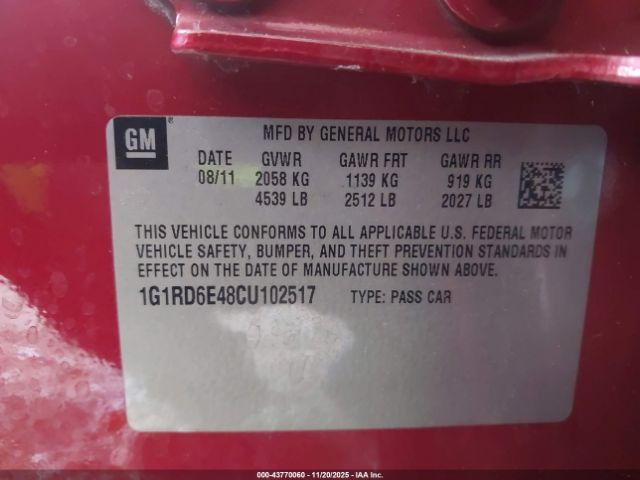 GM ®
MFD BY GENERAL MOTORS LLC
DATE GVWR GAWR FRT GAWR RR
08/11 2058 KG 1139 KG 919 KG
4539 LB 2512 LB 2027 LB
THIS VEHICLE CONFORMS TO ALL APPLICABLE U.S. FEDERAL MOTOR
VEHICLE SAFETY, BUMPER, AND THEFT PREVENTION STANDARDS IN
EFFECT ON THE DATE OF MANUFACTURE SHOWN ABOVE.
1G1RD6E48CU102517 TYPE: PASS CAR
000-43770060 - 11/20/2025 - IAA Inc.